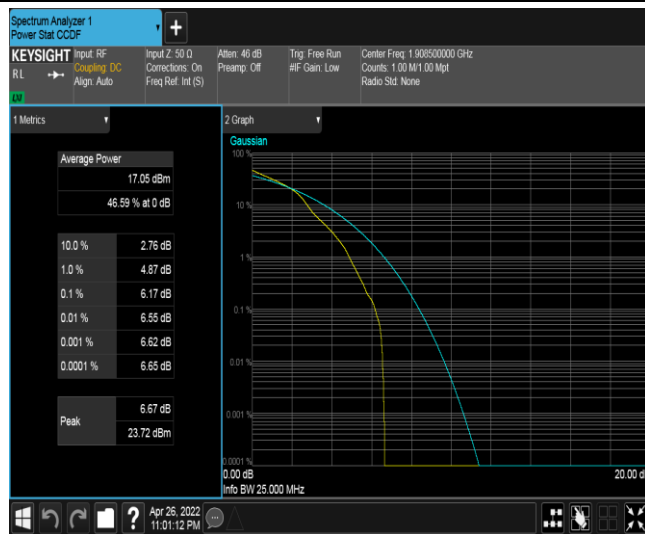 Spectrum Analyzer 1
Power Stat CCDF
+
KEYSIGHT
RL
Input: RF
Coupling: DC
Align: Auto
Input Z: 50 Ω
Corrections: On
Freq Ref: Int (S)
Atten: 46 dB
Preamp: Off
Trig: Free Run
#IF Gain: Low
Center Freq: 1.908500000 GHz
Counts: 1.00 M/1.00 Mpt
Radio Std: None
1 Metrics
Average Power
17.05 dBm
46.59 % at 0 dB
10.0 % 2.76 dB
1.0 % 4.87 dB
0.1 % 6.17 dB
0.01 % 6.55 dB
0.001 % 6.62 dB
0.0001 % 6.65 dB
Peak
6.67 dB
23.72 dBm
2 Graph
Gaussian
100 %
10 %
1 %
0.1 %
0.01 %
0.001 %
0.0001 %
0.00 dB
20.00 d
Info BW 25.000 MHz
?
Apr 26, 2022
11:01:12 PM